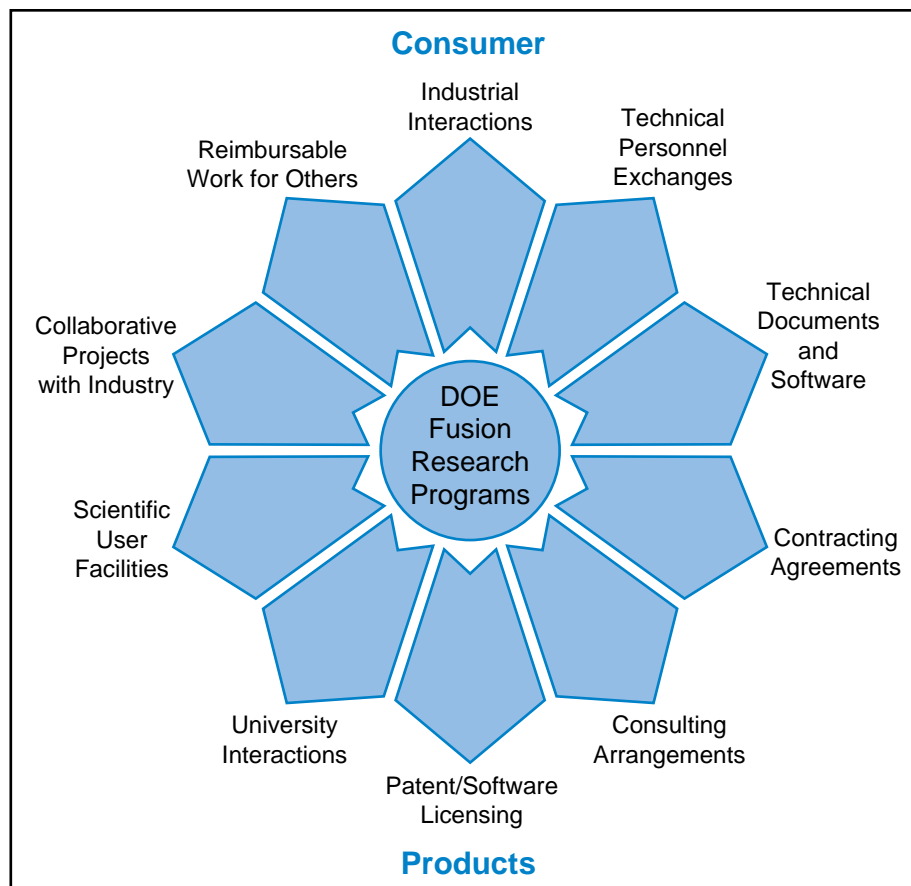 Consumer
Industrial
Interactions
Technical
Personnel
Exchanges
Reimbursable
Work for Others
Technical
Documents
and
Software
Collaborative
Projects
with Industry
DOE
Fusion
Research
Programs
Scientific
User
Facilities
Contracting
Agreements
University
Interactions
Consulting
Arrangements
Patent/Software
Licensing
Products